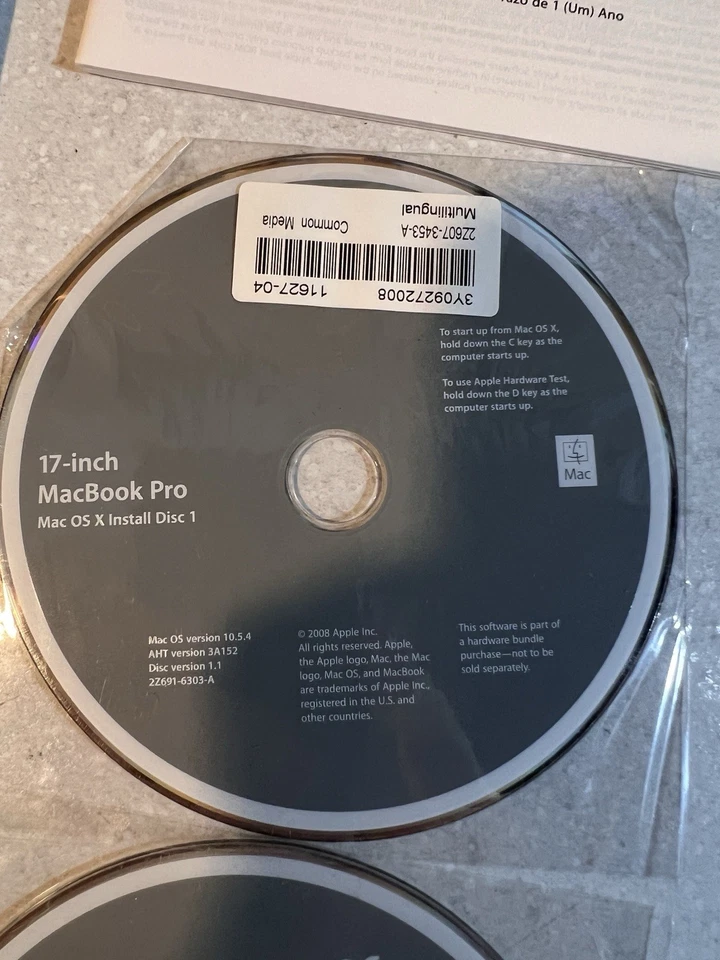 de 1 (Um) Ano
Multilingual
2Z607-3453-A Common Media
3Y09272008 11627-04
To start up from Mac OS X,
hold down the C key as the
computer starts up.
To use Apple Hardware Test,
hold down the D key as the
computer starts up.
Mac
17-inch
MacBook Pro
Mac OS X Install Disc 1
Mac OS version 10.5.4
AHT version 3A152
Disc version 1.1
2Z691-6303-A
© 2008 Apple Inc.
All rights reserved. Apple,
the Apple logo, Mac, the Mac
logo, Mac OS, and MacBook
are trademarks of Apple Inc.,
registered in the U.S. and
other countries.
This software is part of
a hardware bundle
purchase—not to be
sold separately.